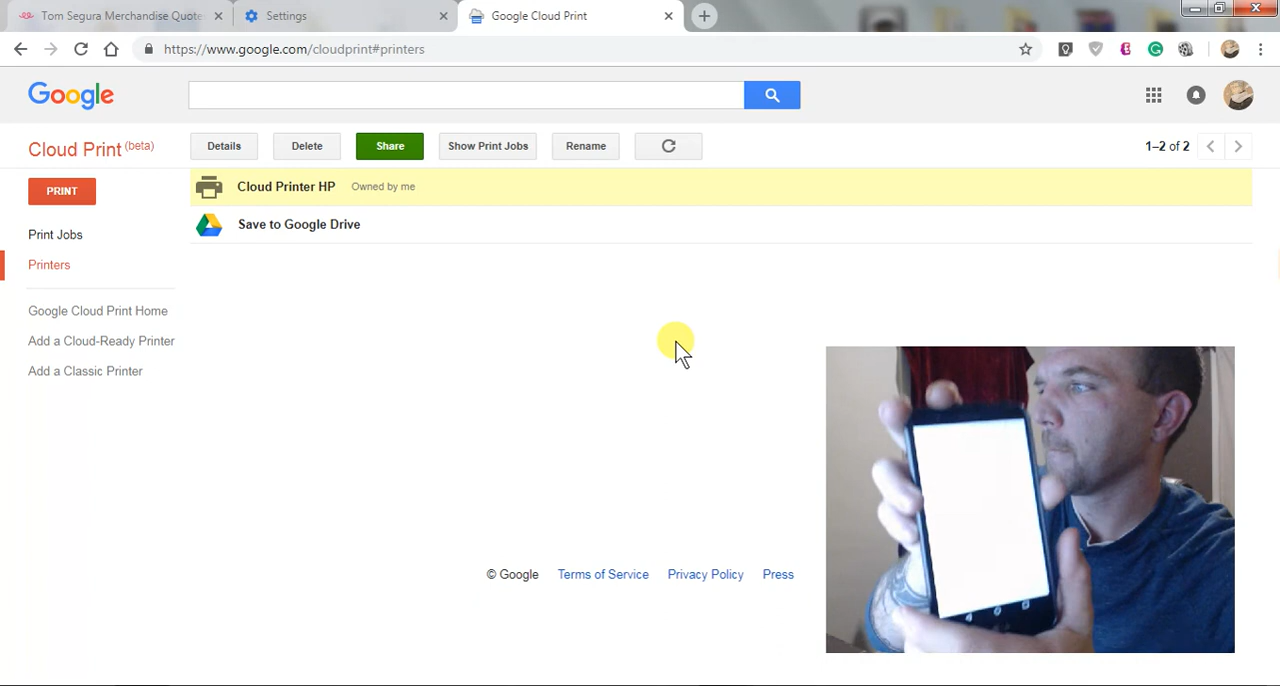 Tom Segura Merchandise Quote
Settings
Google Cloud Print
https://www.google.com/cloudprint#printers
Google
Cloud Print (beta)
Details
Delete
Share
Show Print Jobs
Rename
1–2 of 2
PRINT
Cloud Printer HP Owned by me
Save to Google Drive
Print Jobs
Printers
Google Cloud Print Home
Add a Cloud-Ready Printer
Add a Classic Printer
© Google Terms of Service Privacy Policy Press